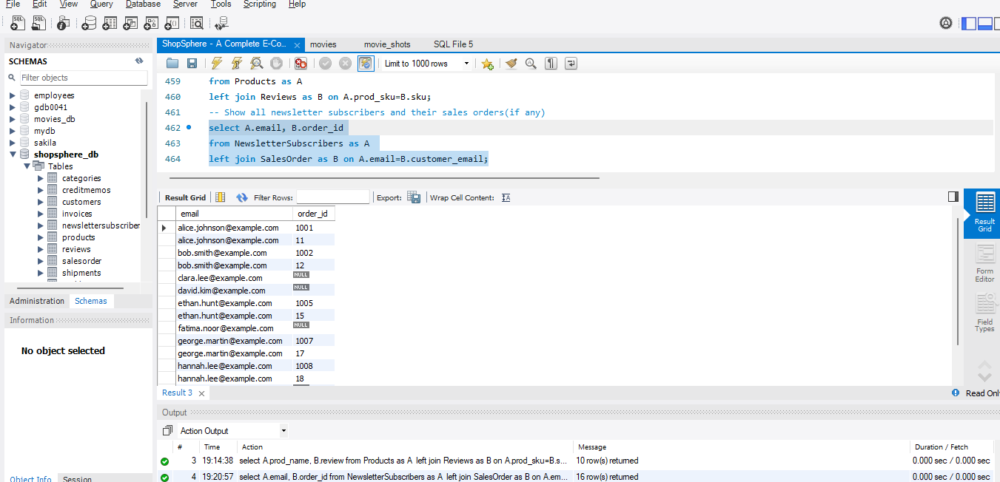 File Edit View Query Database Server Tools Scripting Help
Navigator
SCHEMAS
Filter objects
employees
gdb0041
movies_db
mydb
sakila
shopsphere_db
Tables
categories
creditmemos
customers
invoices
newslettersubscriber
products
reviews
salesorder
shipments
Administration Schemas
Information
No object selected
Object Info Session
ShopSphere - A Complete E-Co... movies movie_shots SQL File 5
Limit to 1000 rows
459 from Products as A
460 left join Reviews as B on A.prod_sku=B.sku;
461 -- Show all newsletter subscribers and their sales orders(if any)
462 select A.email, B.order_id
463 from NewsletterSubscribers as A
464 left join SalesOrder as B on A.email=B.customer_email;
Result Grid Filter Rows: Export: Wrap Cell Content:
email order_id
alice.johnson@example.com 1001
alice.johnson@example.com 11
bob.smith@example.com 1002
bob.smith@example.com 12
clara.lee@example.com NULL
david.kim@example.com NULL
ethan.hunt@example.com 1005
ethan.hunt@example.com 15
fatima.noor@example.com NULL
george.martin@example.com 1007
george.martin@example.com 17
hannah.lee@example.com 1008
hannah.lee@example.com 18
Result
Grid
Form
Editor
Field
Types
Result 3 Read Onl
Output
Action Output
# Time Action Message Duration / Fetch
3 19:14:38 select A.prod_name, B.review from Products as A left join Reviews as B on A.prod_sku=B.s... 10 row(s) returned 0.000 sec / 0.000 sec
4 19:20:57 select A.email, B.order_id from NewsletterSubscribers as A left join SalesOrder as B on A.em... 16 row(s) returned 0.000 sec / 0.000 sec